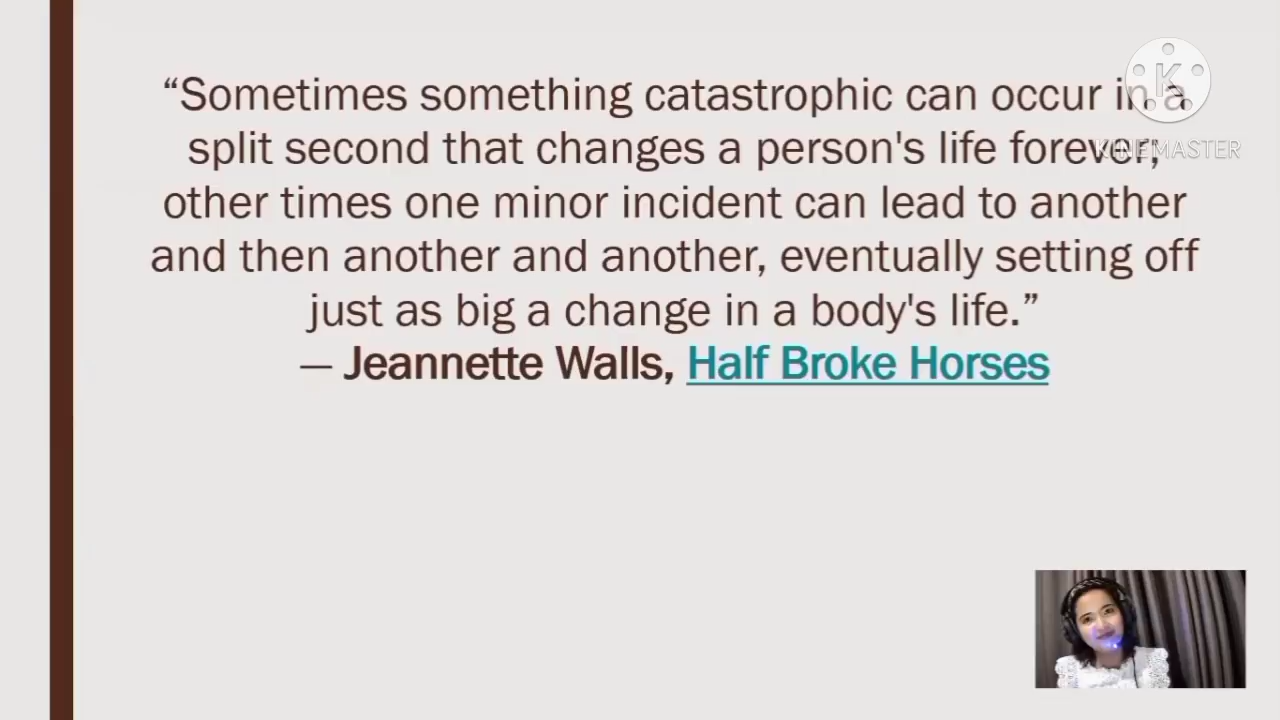 “Sometimes something catastrophic can occur in a
split second that changes a person's life forever;
other times one minor incident can lead to another
and then another and another, eventually setting off
just as big a change in a body's life.”
— Jeannette Walls, Half Broke Horses
K
KINEMASTER